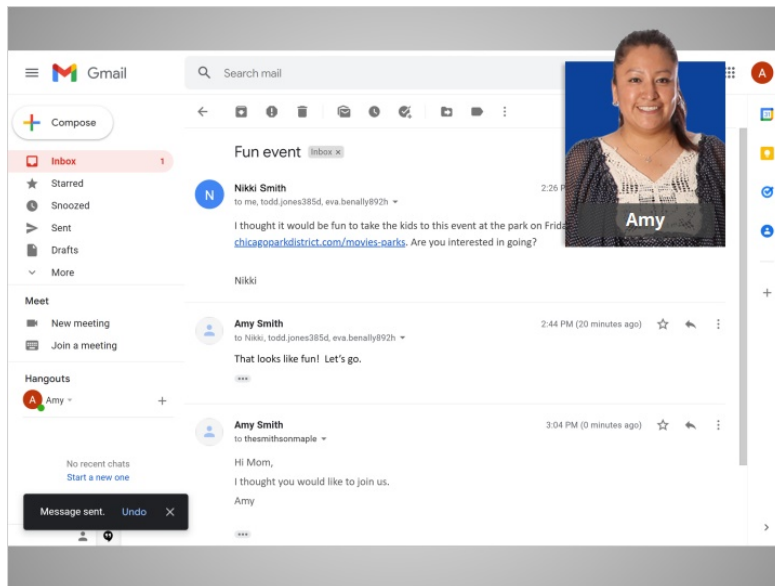 Gmail
Search mail
A
Compose
Inbox 1
Starred
Snoozed
Sent
Drafts
More
Meet
New meeting
Join a meeting
Hangouts
A Amy
No recent chats
Start a new one
Message sent. Undo
Fun event Inbox x
N
Nikki Smith
to me, todd.jones385d, eva.benally892h
I thought it would be fun to take the kids to this event at the park on
chicagoparkdistrict.com/movies-parks. Are you interested in going?
Nikki
Amy Smith 2:44 PM (20 minutes ago)
to Nikki, todd.jones385d, eva.benally892h
That looks like fun! Let's go.
Amy Smith 3:04 PM (0 minutes ago)
to thesmithsonmaple
Hi Mom,
I thought you would like to join us.
Amy
Amy
31